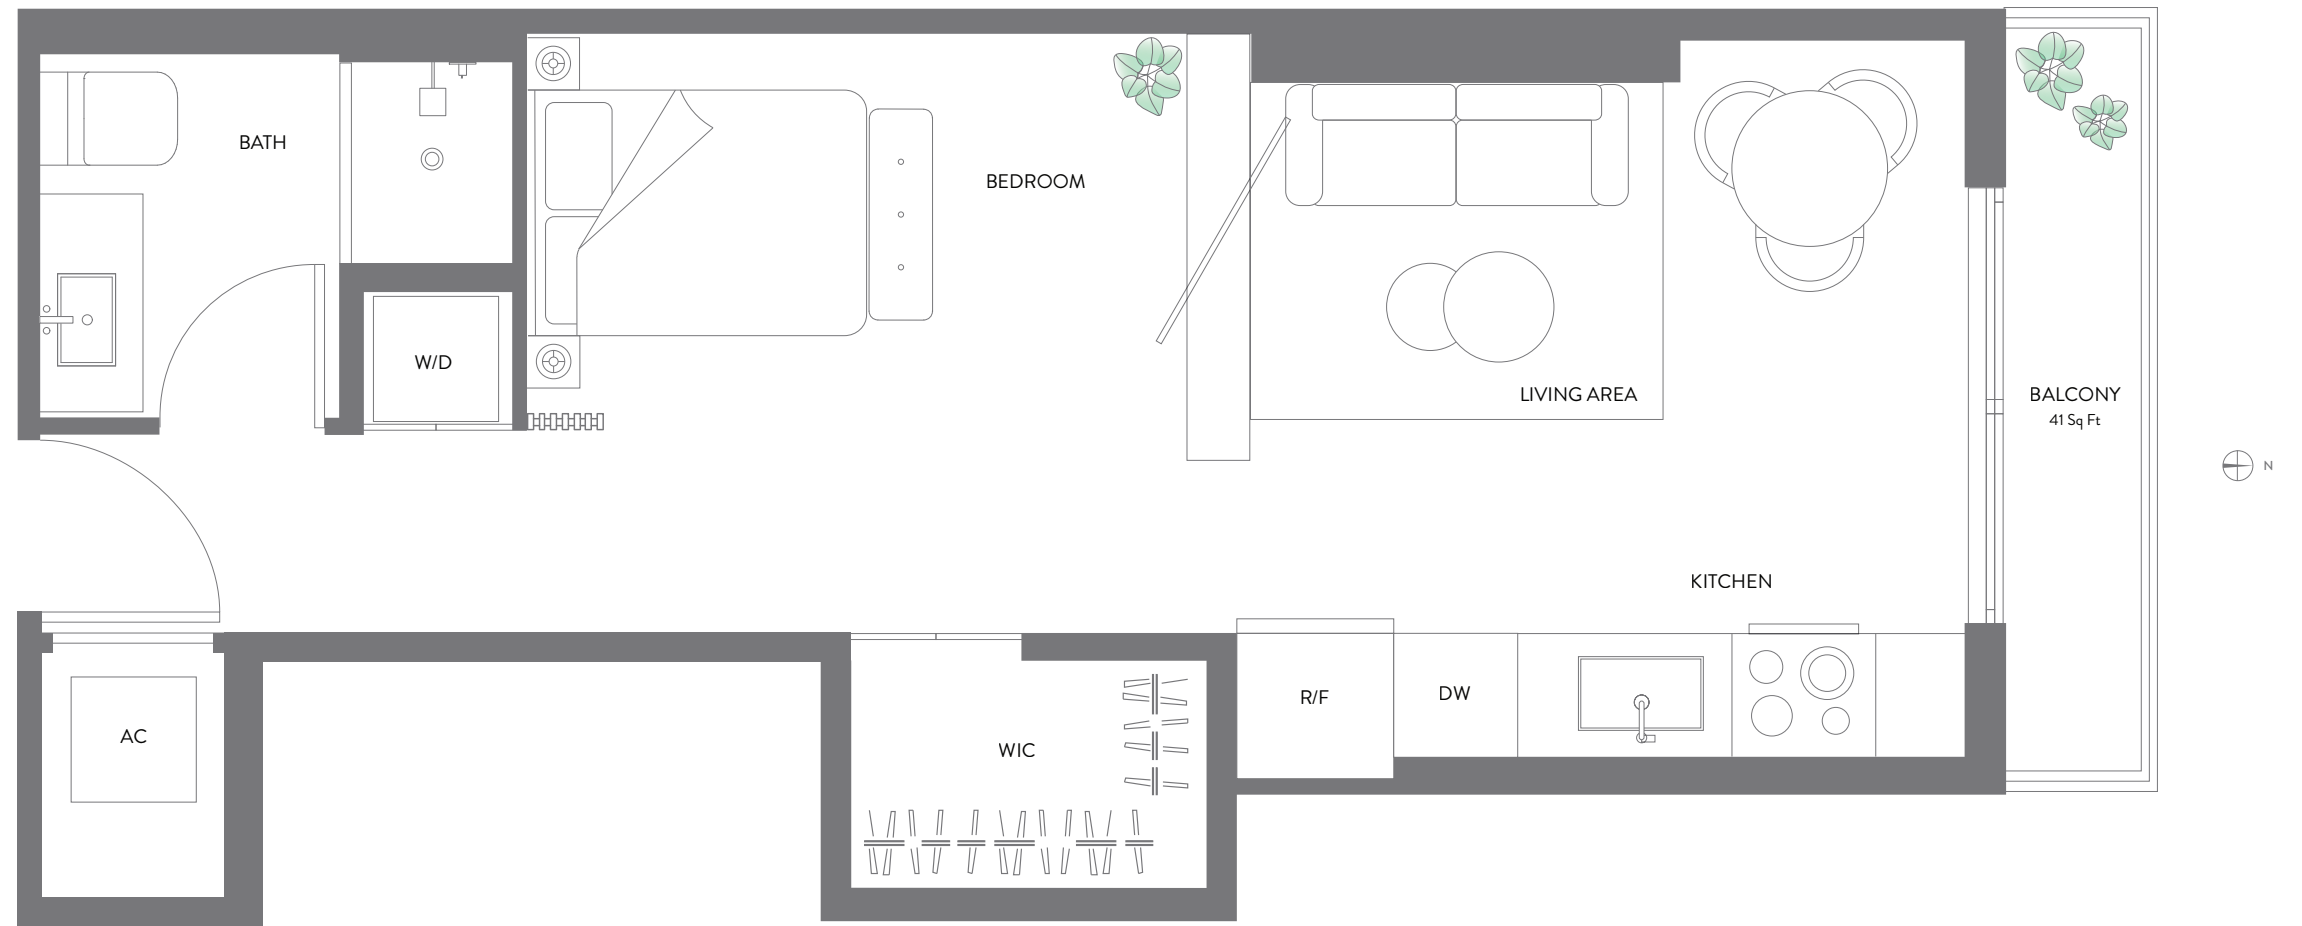 BATH
BEDROOM
W/D
LIVING AREA
BALCONY
41 Sq Ft
N
KITCHEN
R/F
DW
AC
WIC